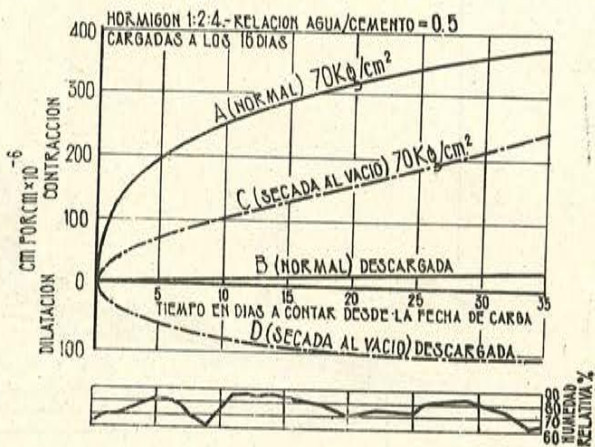 HORMIGON 1:2:4.-RELACION AGUA/CEMENTO = 0.5
CARGADAS A LOS 16 DIAS
400
300
200
100
0
100
cm POR cm × 10⁻⁶
CONTRACCION
DILATACION
A (NORMAL) 70 Kg/cm²
C (SECADA AL VACIO) 70 Kg/cm²
B (NORMAL) DESCARGADA
5 10 15 20 25 30 35
TIEMPO EN DIAS A CONTAR DESDE LA FECHA DE CARGA
D (SECADA AL VACIO) DESCARGADA
90
80
70
60
HUMEDAD
RELATIVA %